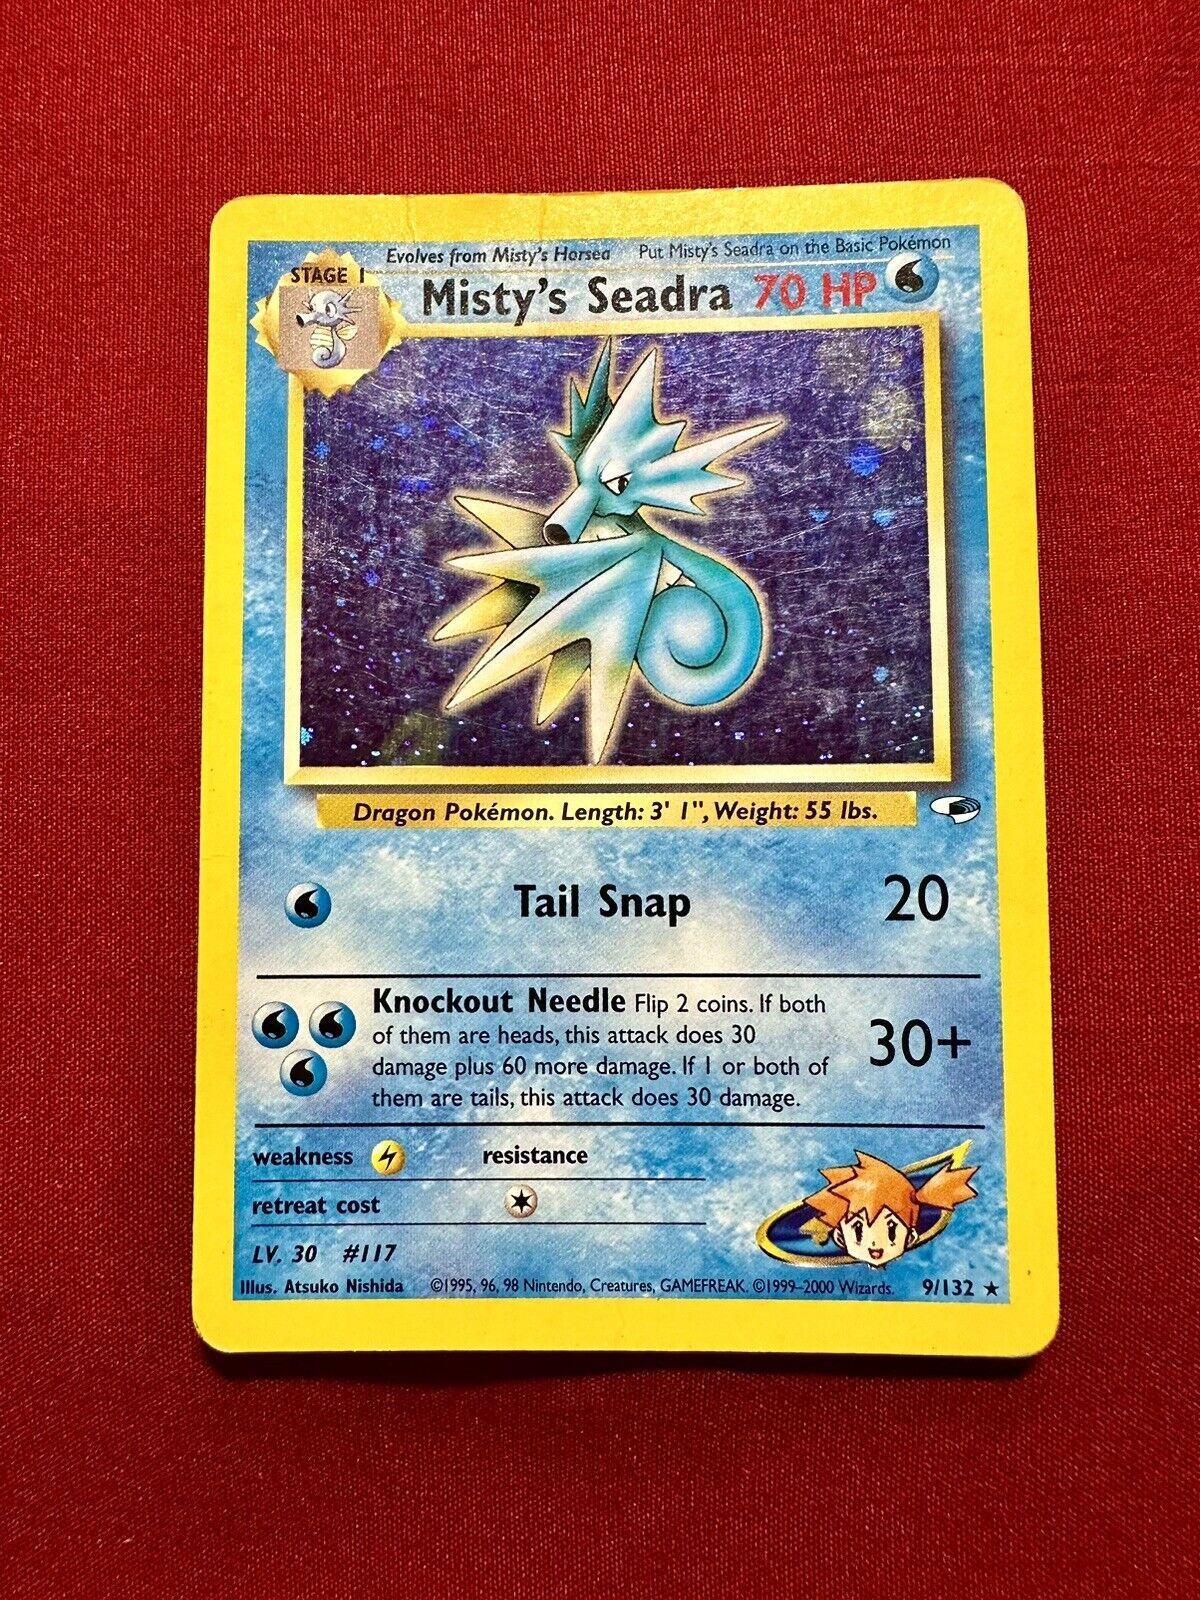 Evolves from Misty's Horsea Put Misty's Seadra on the Basic Pokémon
STAGE 1
Misty's Seadra 70 HP
Dragon Pokémon. Length: 3' 1", Weight: 55 lbs.
Tail Snap 20
Knockout Needle Flip 2 coins. If both
of them are heads, this attack does 30
damage plus 60 more damage. If 1 or both of
them are tails, this attack does 30 damage.
30+
weakness resistance
retreat cost
LV. 30 #117
Illus. Atsuko Nishida ©1995, 96, 98 Nintendo, Creatures, GAMEFREAK. ©1999–2000 Wizards. 9/132 ★